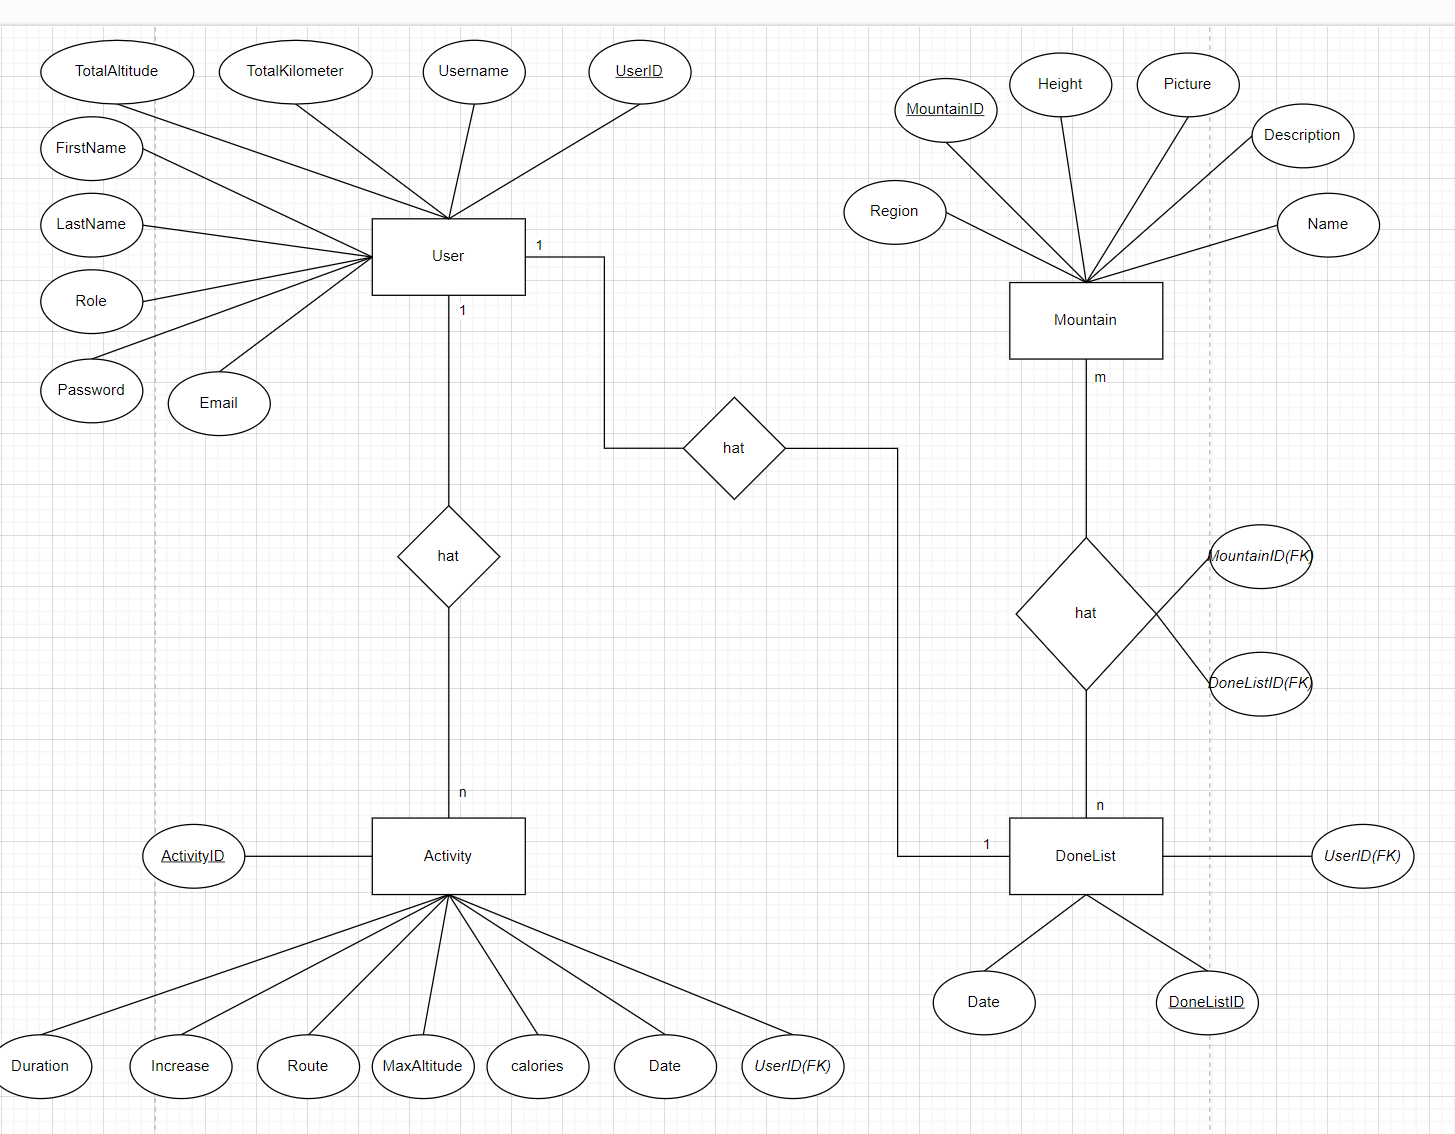 TotalAltitude
TotalKilometer
Username
UserID
FirstName
LastName
Role
Password
Email
User
1
1
hat
MountainID
Height
Picture
Description
Region
Name
Mountain
m
hat
hat
MountainID(FK)
DoneListID(FK)
n
n
1
ActivityID
Activity
DoneList
UserID(FK)
Date
DoneListID
Duration
Increase
Route
MaxAltitude
calories
Date
UserID(FK)